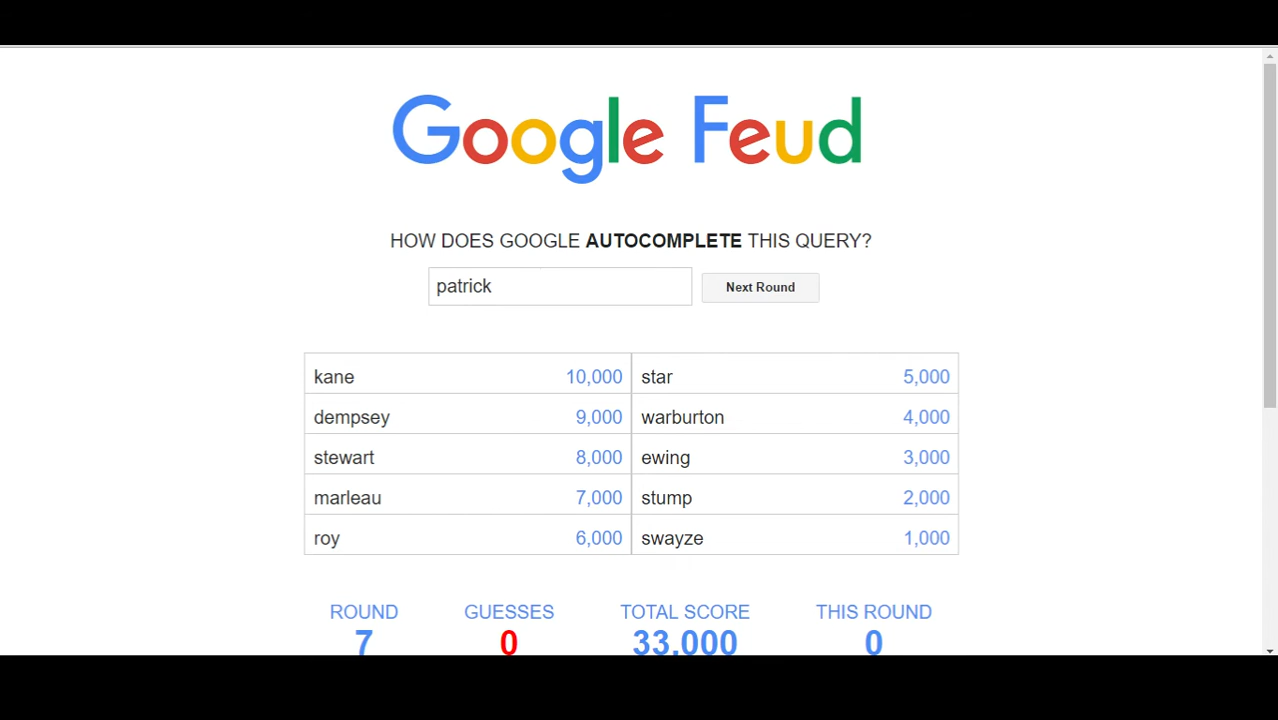 Google Feud
HOW DOES GOOGLE AUTOCOMPLETE THIS QUERY?
patrick Next Round
kane 10,000 star 5,000
dempsey 9,000 warburton 4,000
stewart 8,000 ewing 3,000
marleau 7,000 stump 2,000
roy 6,000 swayze 1,000
ROUND GUESSES TOTAL SCORE THIS ROUND
7 0 33,000 0